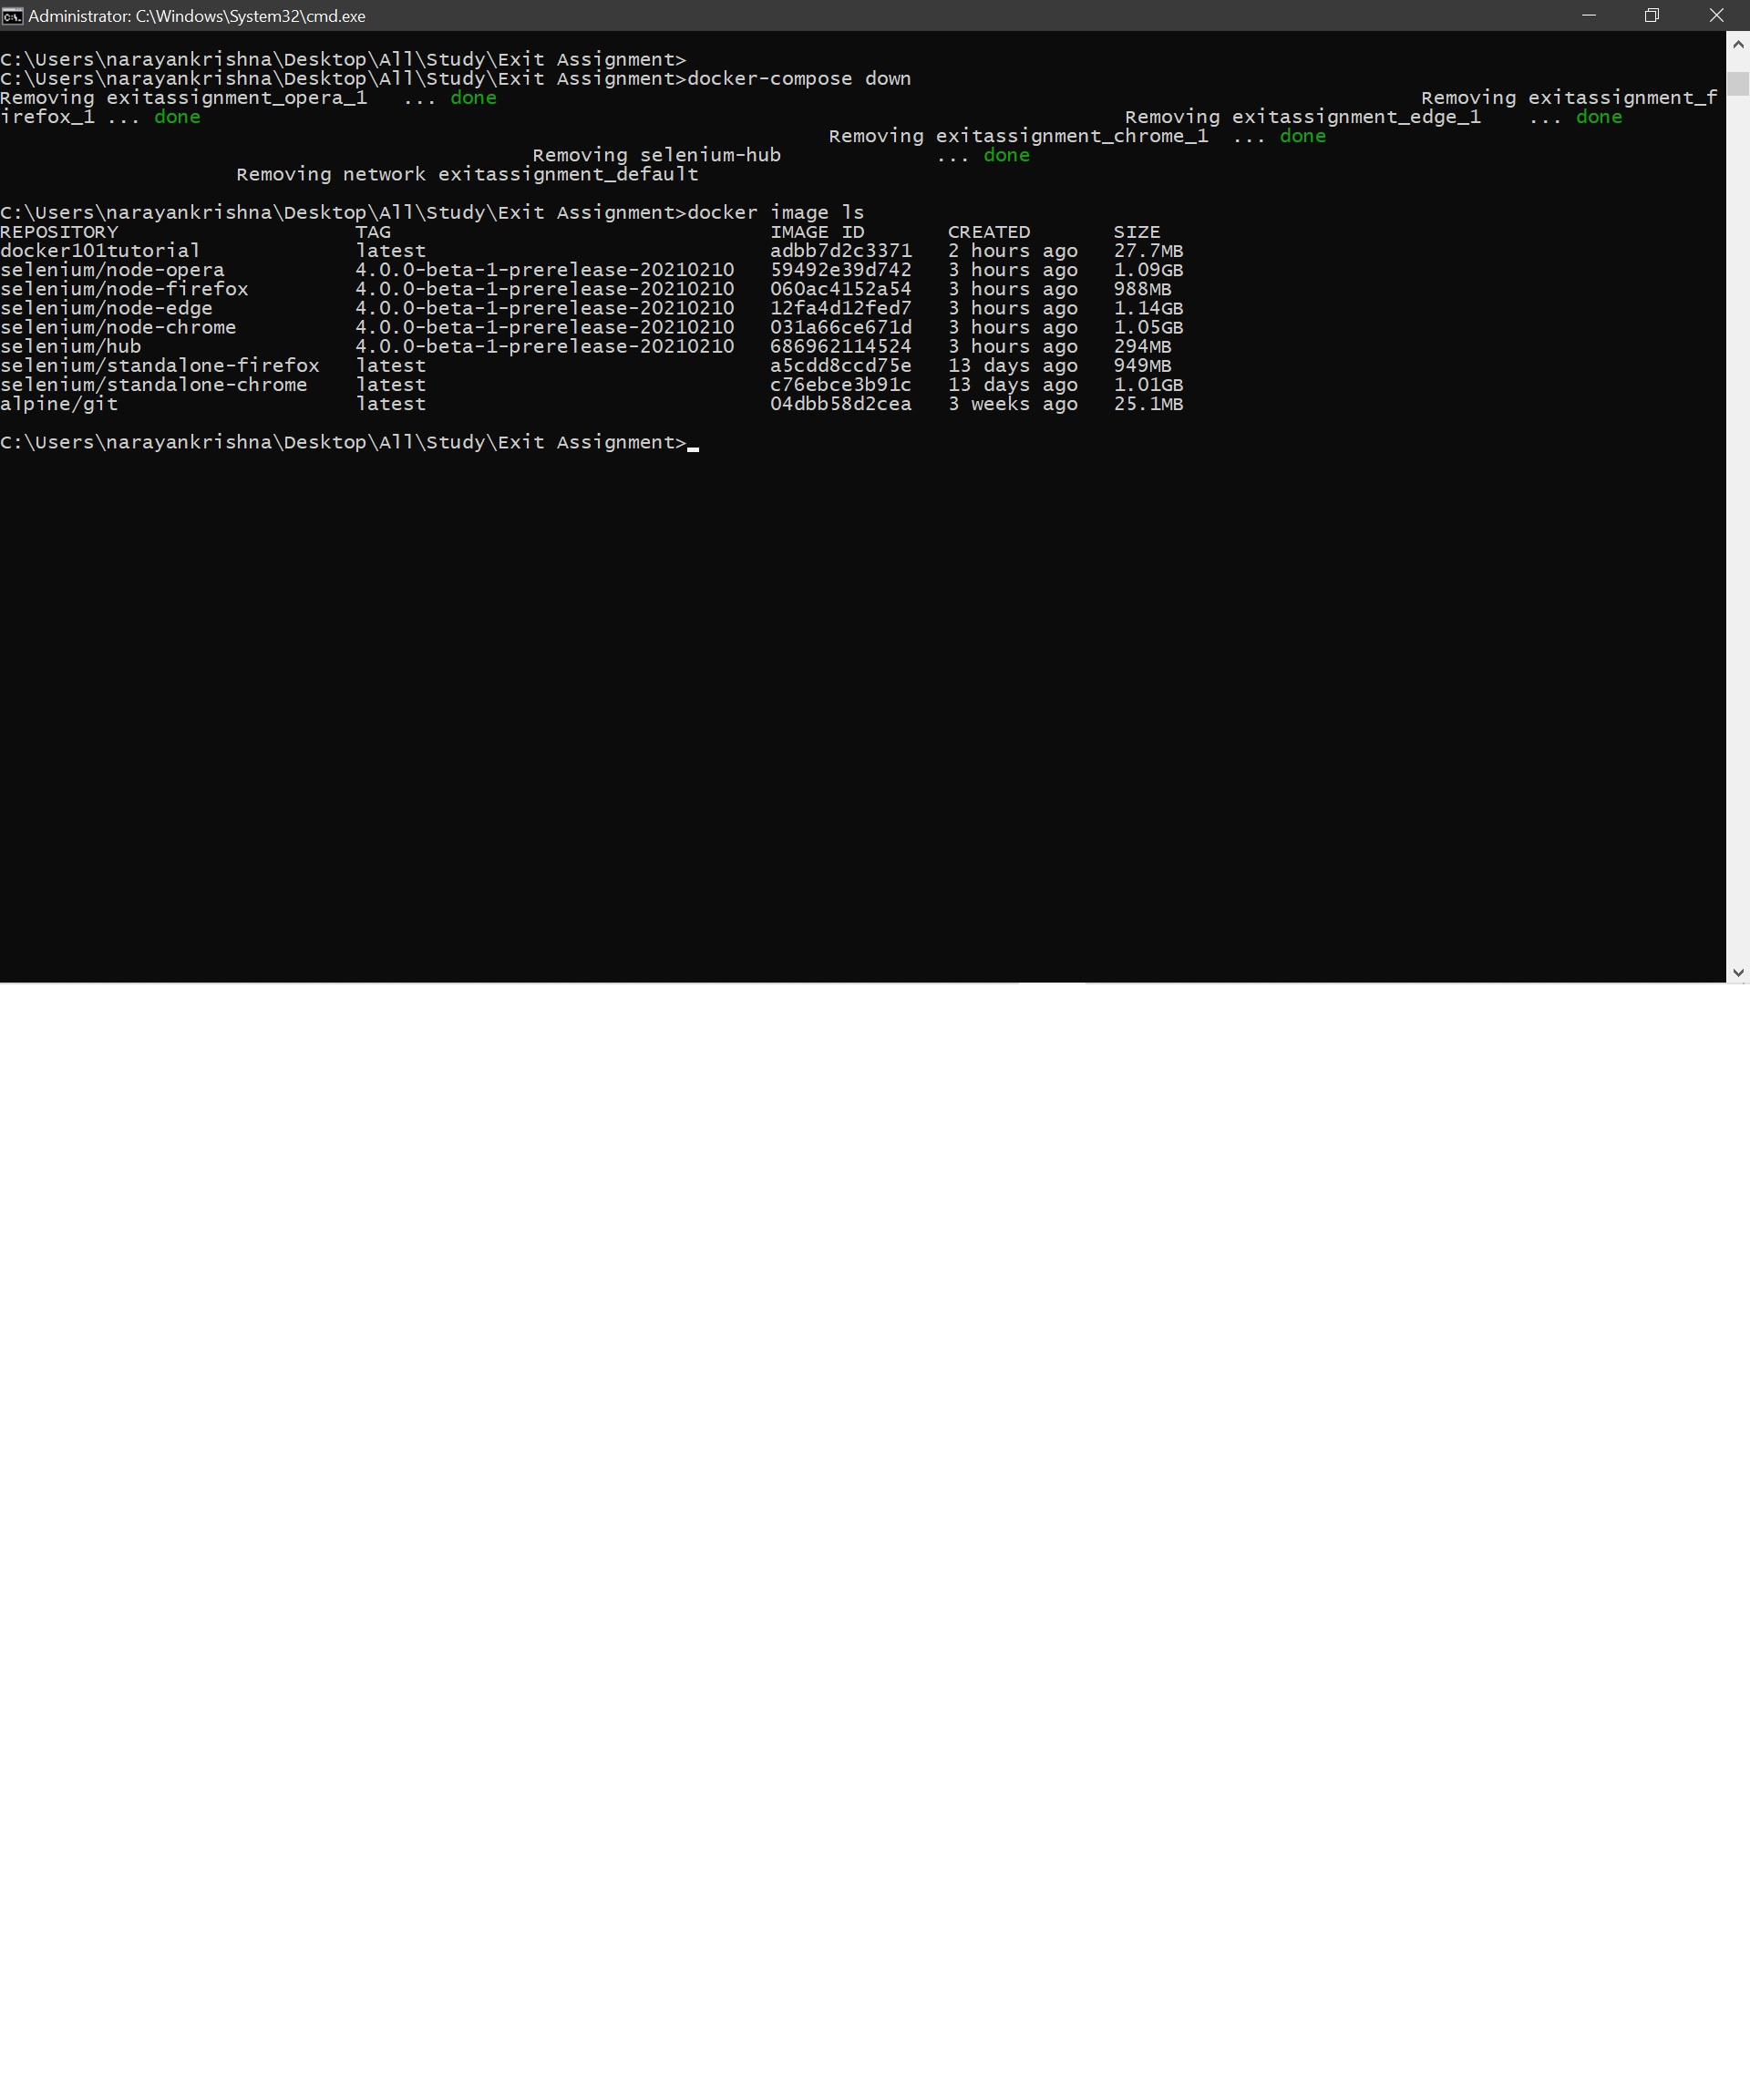 Administrator: C:\Windows\System32\cmd.exe
C:\Users\narayankrishna\Desktop\All\Study\Exit Assignment>
C:\Users\narayankrishna\Desktop\All\Study\Exit Assignment>docker-compose down
Removing exitassignment_opera_1   ... done                                                                              Removing exitassignment_f
irefox_1 ... done                                                                              Removing exitassignment_edge_1    ... done
                                                                      Removing exitassignment_chrome_1  ... done
                                             Removing selenium-hub             ... done
                    Removing network exitassignment_default
C:\Users\narayankrishna\Desktop\All\Study\Exit Assignment>docker image ls
REPOSITORY                    TAG                                IMAGE ID       CREATED       SIZE
docker101tutorial             latest                             adbb7d2c3371   2 hours ago   27.7MB
selenium/node-opera           4.0.0-beta-1-prerelease-20210210   59492e39d742   3 hours ago   1.09GB
selenium/node-firefox         4.0.0-beta-1-prerelease-20210210   060ac4152a54   3 hours ago   988MB
selenium/node-edge            4.0.0-beta-1-prerelease-20210210   12fa4d12fed7   3 hours ago   1.14GB
selenium/node-chrome          4.0.0-beta-1-prerelease-20210210   031a66ce671d   3 hours ago   1.05GB
selenium/hub                  4.0.0-beta-1-prerelease-20210210   686962114524   3 hours ago   294MB
selenium/standalone-firefox   latest                             a5cdd8ccd75e   13 days ago   949MB
selenium/standalone-chrome    latest                             c76ebce3b91c   13 days ago   1.01GB
alpine/git                    latest                             04dbb58d2cea   3 weeks ago   25.1MB
C:\Users\narayankrishna\Desktop\All\Study\Exit Assignment>